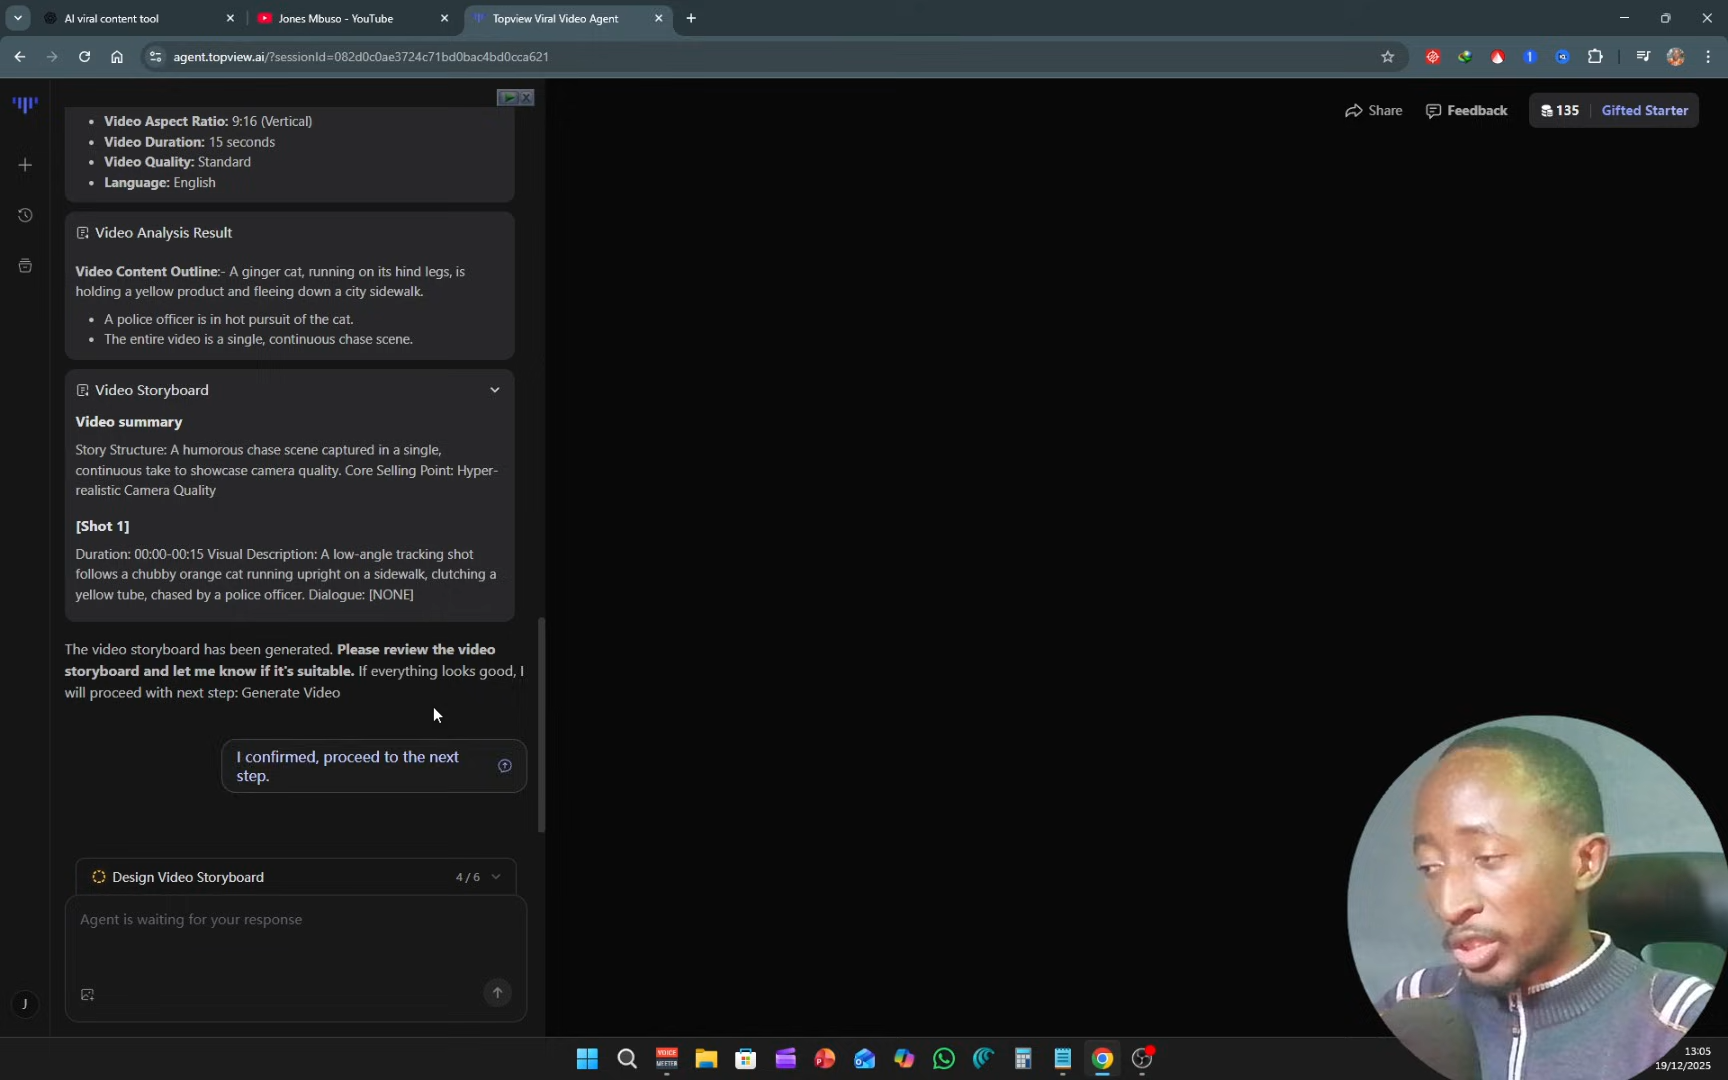 AI viral content tool
Jones Mbuso - YouTube
Topview Viral Video Agent
agent.topview.ai/?sessionId=082d0c0ae3724c71bd0bac4bd0cca621
Share
Feedback
135
Gifted Starter
• Video Aspect Ratio: 9:16 (Vertical)
• Video Duration: 15 seconds
• Video Quality: Standard
• Language: English
Video Analysis Result
Video Content Outline:- A ginger cat, running on its hind legs, is
holding a yellow product and fleeing down a city sidewalk.
• A police officer is in hot pursuit of the cat.
• The entire video is a single, continuous chase scene.
Video Storyboard
Video summary
Story Structure: A humorous chase scene captured in a single,
continuous take to showcase camera quality. Core Selling Point: Hyper-
realistic Camera Quality
[Shot 1]
Duration: 00:00-00:15 Visual Description: A low-angle tracking shot
follows a chubby orange cat running upright on a sidewalk, clutching a
yellow tube, chased by a police officer. Dialogue: [NONE]
The video storyboard has been generated. Please review the video
storyboard and let me know if it's suitable. If everything looks good, I
will proceed with next step: Generate Video
I confirmed, proceed to the next
step.
Design Video Storyboard
4 / 6
Agent is waiting for your response
J
VOICE
MEETER
13:05
19/12/2025